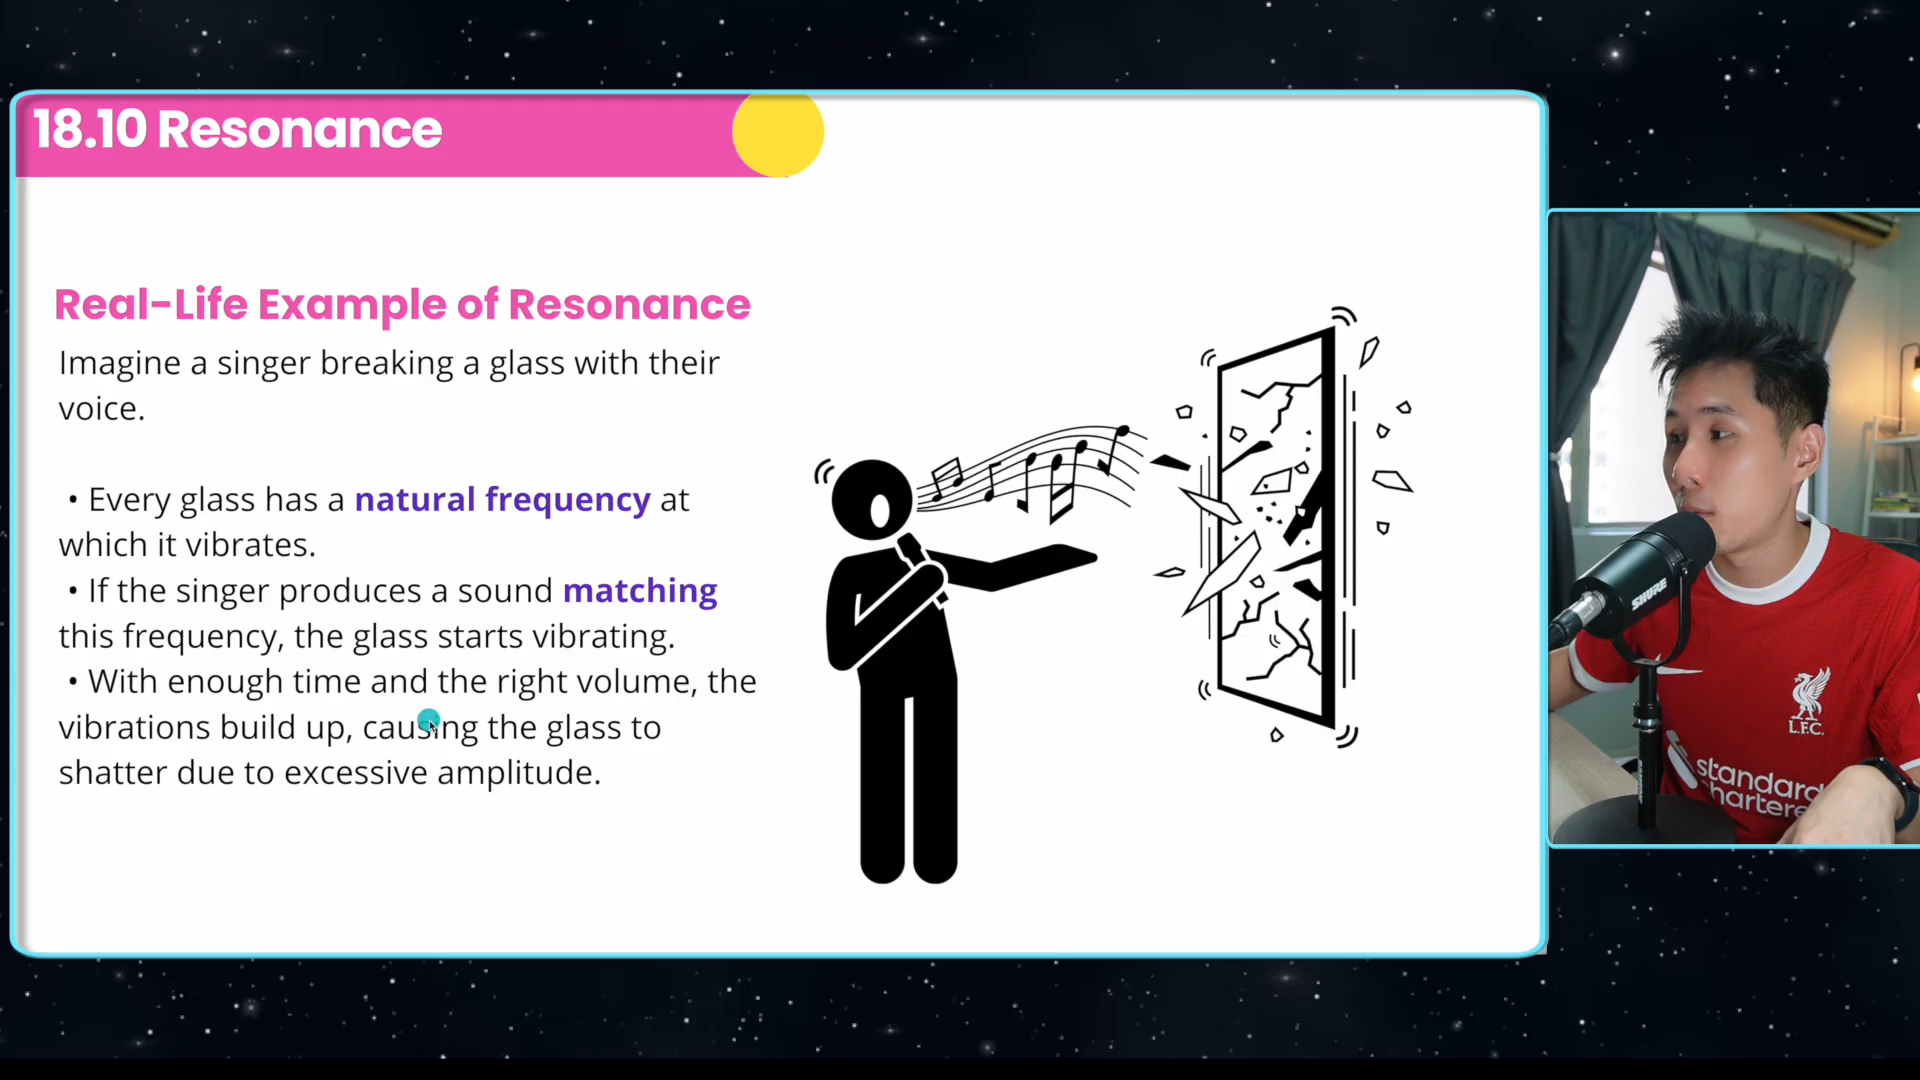 18.10 Resonance
Real-Life Example of Resonance
Imagine a singer breaking a glass with their
voice.
• Every glass has a natural frequency at
which it vibrates.
• If the singer produces a sound matching
this frequency, the glass starts vibrating.
• With enough time and the right volume, the
vibrations build up, causing the glass to
shatter due to excessive amplitude.
SHURE
L.F.C.
standard
chartere